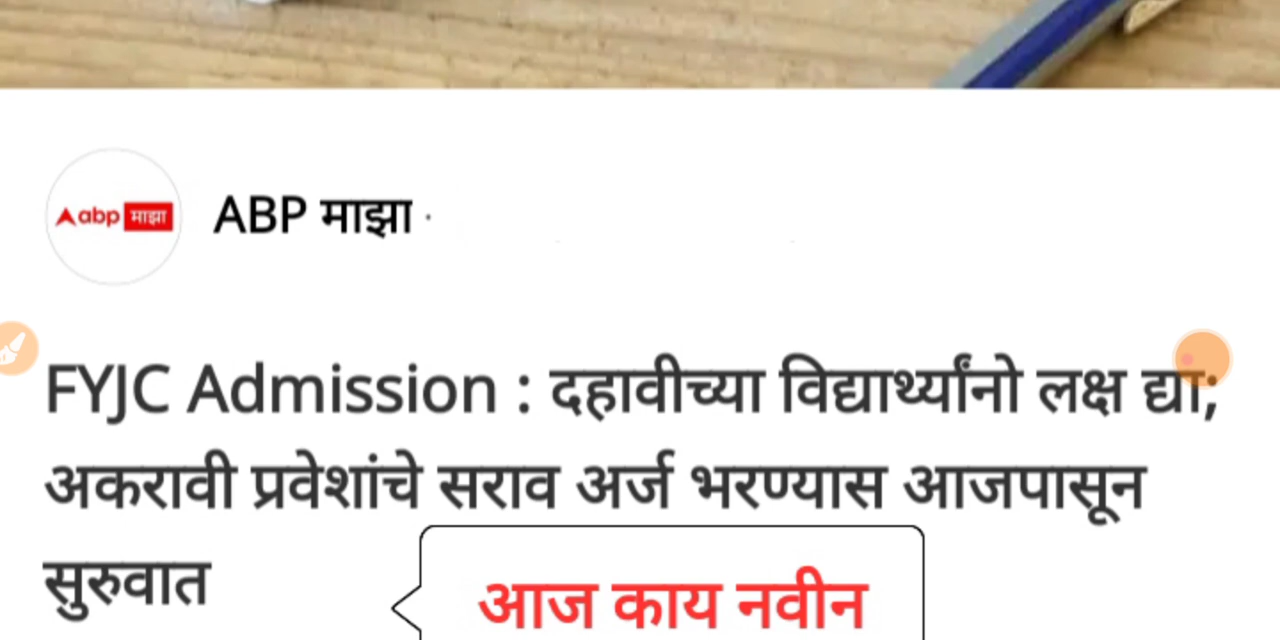 abp माझा
ABP माझा ·
FYJC Admission : दहावीच्या विद्यार्थ्यांनो लक्ष द्या;
अकरावी प्रवेशांचे सराव अर्ज भरण्यास आजपासून
सुरुवात
आज काय नवीन